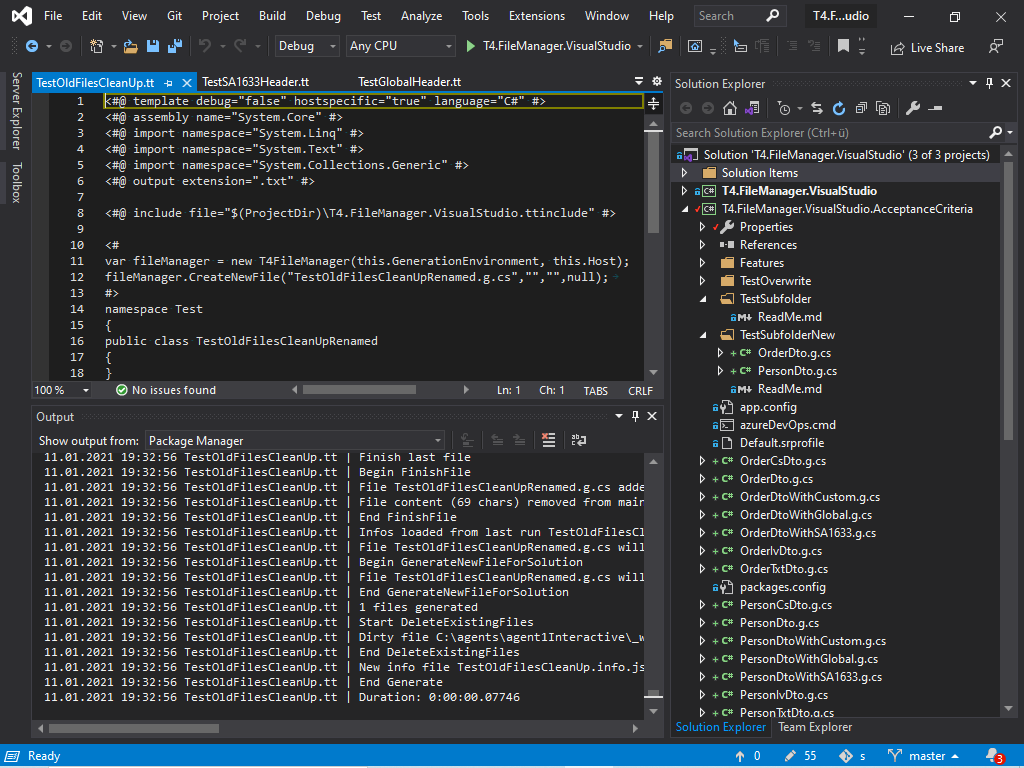 File Edit View Git Project Build Debug Test Analyze Tools Extensions Window Help Search T4.F...udio
Debug Any CPU T4.FileManager.VisualStudio Live Share
Server Explorer
Toolbox
TestOldFilesCleanUp.tt TestSA1633Header.tt TestGlobalHeader.tt
1 <#@ template debug="false" hostspecific="true" language="C#" #>
2 <#@ assembly name="System.Core" #>
3 <#@ import namespace="System.Linq" #>
4 <#@ import namespace="System.Text" #>
5 <#@ import namespace="System.Collections.Generic" #>
6 <#@ output extension=".txt" #>
7
8 <#@ include file="$(ProjectDir)\T4.FileManager.VisualStudio.ttinclude" #>
9
10 <#
11 var fileManager = new T4FileManager(this.GenerationEnvironment, this.Host);
12 fileManager.CreateNewFile("TestOldFilesCleanUpRenamed.g.cs","","",null);
13 #>
14 namespace Test
15 {
16 public class TestOldFilesCleanUpRenamed
17 {
18 }
100 % No issues found Ln: 1 Ch: 1 TABS CRLF
Output
Show output from: Package Manager
11.01.2021 19:32:56 TestOldFilesCleanUp.tt | Finish last file
11.01.2021 19:32:56 TestOldFilesCleanUp.tt | Begin FinishFile
11.01.2021 19:32:56 TestOldFilesCleanUp.tt | File TestOldFilesCleanUpRenamed.g.cs adde
11.01.2021 19:32:56 TestOldFilesCleanUp.tt | File content (69 chars) removed from main
11.01.2021 19:32:56 TestOldFilesCleanUp.tt | End FinishFile
11.01.2021 19:32:56 TestOldFilesCleanUp.tt | Infos loaded from last run TestOldFilesCl
11.01.2021 19:32:56 TestOldFilesCleanUp.tt | File TestOldFilesCleanUpRenamed.g.cs will
11.01.2021 19:32:56 TestOldFilesCleanUp.tt | Begin GenerateNewFileForSolution
11.01.2021 19:32:56 TestOldFilesCleanUp.tt | File TestOldFilesCleanUpRenamed.g.cs will
11.01.2021 19:32:56 TestOldFilesCleanUp.tt | End GenerateNewFileForSolution
11.01.2021 19:32:56 TestOldFilesCleanUp.tt | 1 files generated
11.01.2021 19:32:56 TestOldFilesCleanUp.tt | Start DeleteExistingFiles
11.01.2021 19:32:56 TestOldFilesCleanUp.tt | Dirty file C:\agents\agent1Interactive\_w
11.01.2021 19:32:56 TestOldFilesCleanUp.tt | End DeleteExistingFiles
11.01.2021 19:32:56 TestOldFilesCleanUp.tt | New info file TestOldFilesCleanUp.info.js
11.01.2021 19:32:56 TestOldFilesCleanUp.tt | End Generate
11.01.2021 19:32:56 TestOldFilesCleanUp.tt | Duration: 0:00:00.07746
Solution Explorer
Search Solution Explorer (Ctrl+ü)
Solution 'T4.FileManager.VisualStudio' (3 of 3 projects)
Solution Items
C# T4.FileManager.VisualStudio
C# T4.FileManager.VisualStudio.AcceptanceCriteria
Properties
References
Features
TestOverwrite
TestSubfolder
M↓ ReadMe.md
TestSubfolderNew
+ C# OrderDto.g.cs
+ C# PersonDto.g.cs
M↓ ReadMe.md
app.config
azureDevOps.cmd
Default.srprofile
+ C# OrderCsDto.g.cs
+ C# OrderDto.g.cs
+ C# OrderDtoWithCustom.g.cs
+ C# OrderDtoWithGlobal.g.cs
+ C# OrderDtoWithSA1633.g.cs
+ C# OrderIvDto.g.cs
+ C# OrderTxtDto.g.cs
packages.config
+ C# PersonCsDto.g.cs
+ C# PersonDto.g.cs
+ C# PersonDtoWithCustom.g.cs
+ C# PersonDtoWithGlobal.g.cs
+ C# PersonDtoWithSA1633.g.cs
+ C# PersonIvDto.g.cs
+ C# PersonTxtDto.g.cs
Solution Explorer Team Explorer
Ready 0 55 s master 3